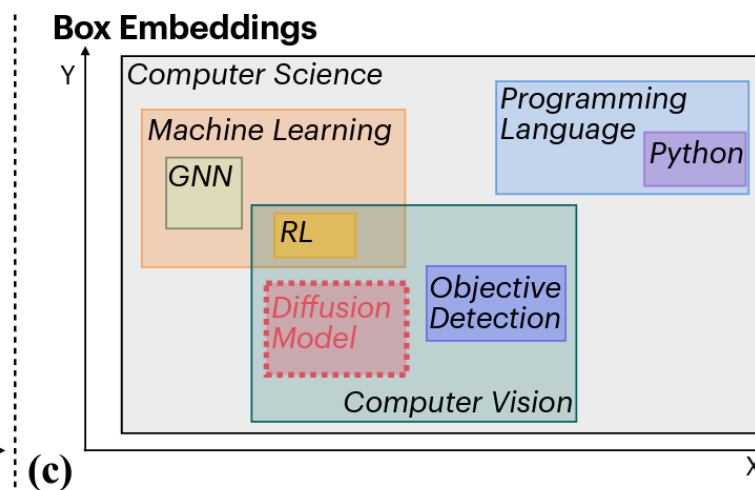 Box Embeddings
Y
Computer Science
Programming
Language
Machine Learning
Python
GNN
RL
Objective
Detection
Diffusion
Model
Computer Vision
X
(c)